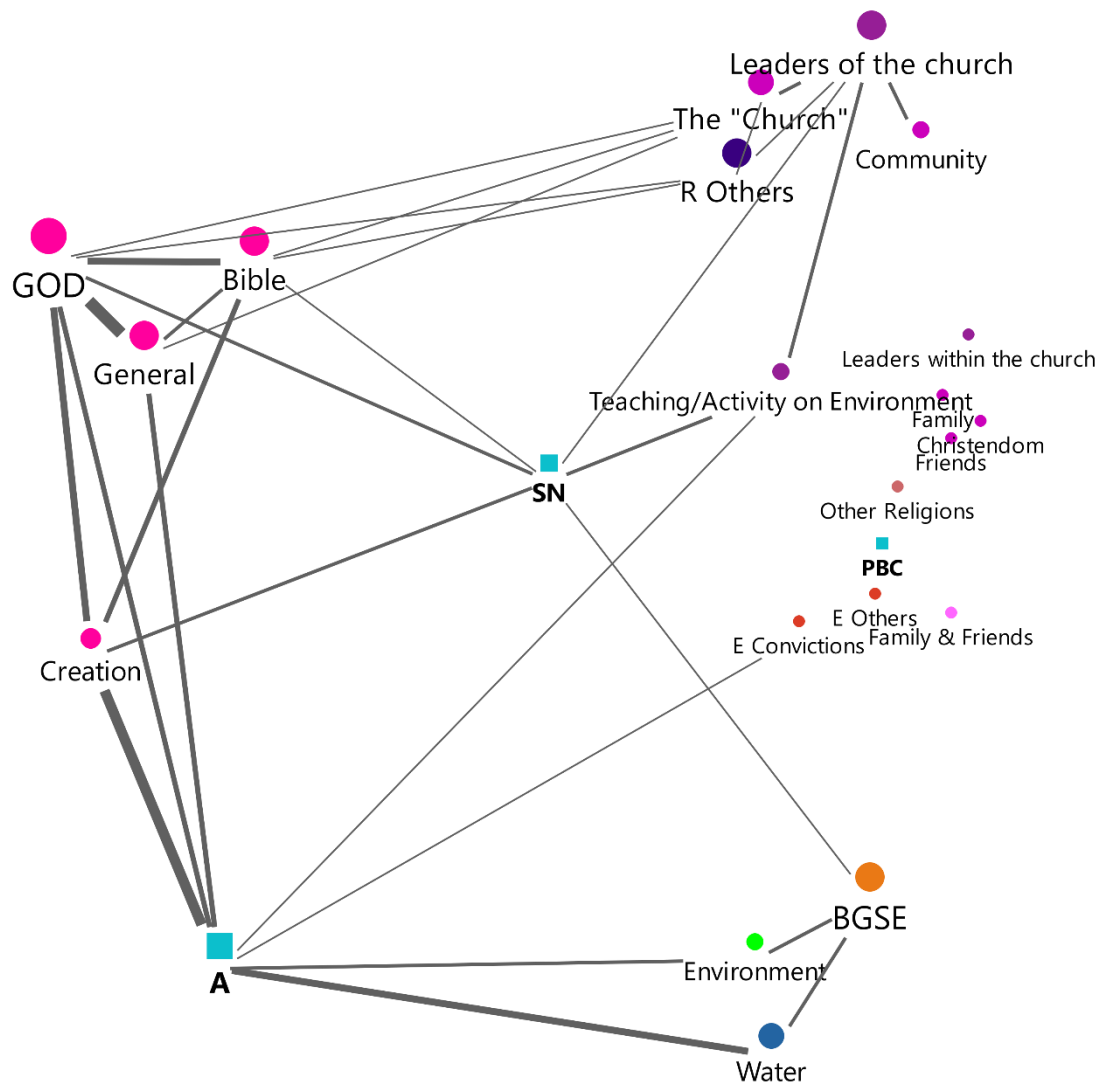 Leaders of the church
The "Church"
Community
R Others
GOD
Bible
General
Leaders within the church
Teaching/Activity on Environment
Family
Christendom
Friends
SN
Other Religions
PBC
E Others
Family & Friends
E Convictions
Creation
BGSE
Environment
A
Water